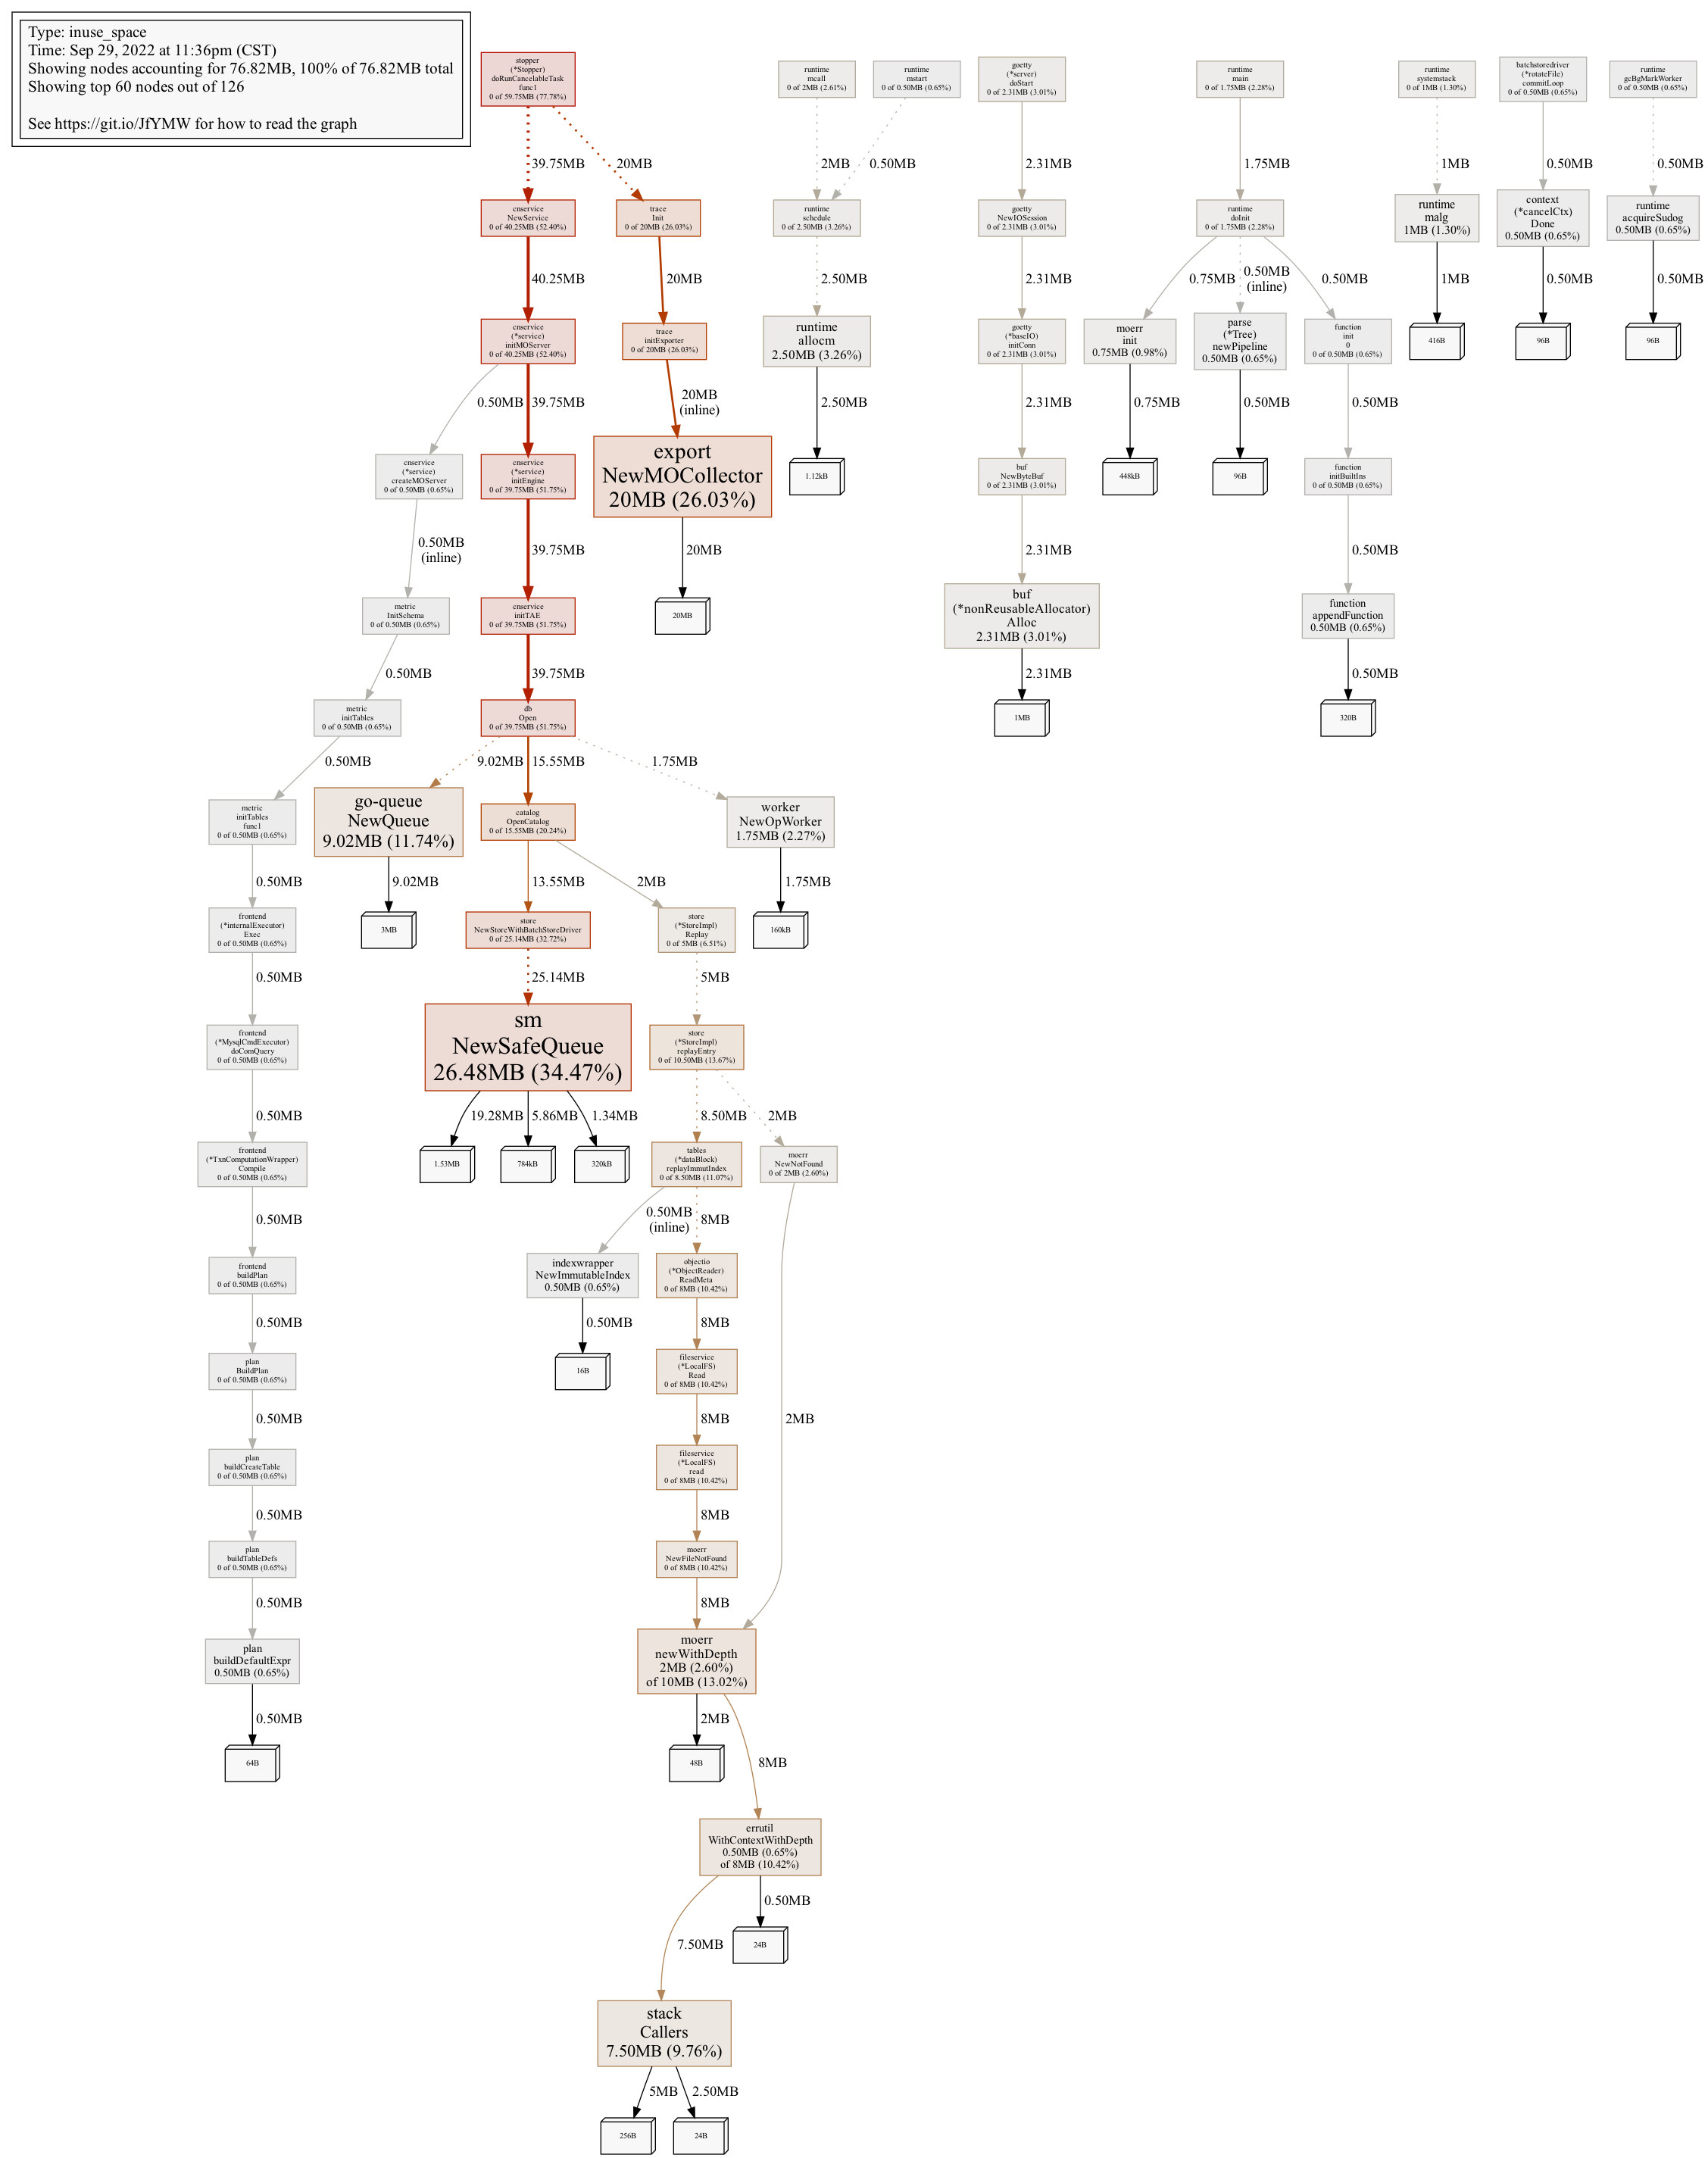 Type: inuse_space
Time: Sep 29, 2022 at 11:36pm (CST)
Showing nodes accounting for 76.82MB, 100% of 76.82MB total
Showing top 60 nodes out of 126
See https://git.io/JfYMW for how to read the graph
stopper
(*Stopper)
doRunCancelableTask
func1
0 of 59.75MB (77.78%)
runtime
mcall
0 of 2MB (2.61%)
runtime
mstart
0 of 0.50MB (0.65%)
goetty
(*server)
doStart
0 of 2.31MB (3.01%)
runtime
main
0 of 1.75MB (2.28%)
runtime
systemstack
0 of 1MB (1.30%)
batchstoredriver
(*rotateFile)
commitLoop
0 of 0.50MB (0.65%)
runtime
gcBgMarkWorker
0 of 0.50MB (0.65%)
39.75MB
20MB
2MB
0.50MB
2.31MB
1.75MB
1MB
0.50MB
0.50MB
cnservice
NewService
0 of 40.25MB (52.40%)
trace
Init
0 of 20MB (26.03%)
runtime
schedule
0 of 2.50MB (3.26%)
goetty
NewIOSession
0 of 2.31MB (3.01%)
runtime
doInit
0 of 1.75MB (2.28%)
runtime
malg
1MB (1.30%)
context
(*cancelCtx)
Done
0.50MB (0.65%)
runtime
acquireSudog
0.50MB (0.65%)
40.25MB
20MB
2.50MB
2.31MB
0.75MB
0.50MB
(inline)
0.50MB
1MB
0.50MB
0.50MB
cnservice
(*service)
initMOServer
0 of 40.25MB (52.40%)
trace
initExporter
0 of 20MB (26.03%)
runtime
allocm
2.50MB (3.26%)
goetty
(*baseIO)
initConn
0 of 2.31MB (3.01%)
moerr
init
0.75MB (0.98%)
parse
(*Tree)
newPipeline
0.50MB (0.65%)
function
init
0
0 of 0.50MB (0.65%)
416B
96B
96B
0.50MB
39.75MB
20MB
(inline)
2.50MB
2.31MB
0.75MB
0.50MB
0.50MB
cnservice
(*service)
createMOServer
0 of 0.50MB (0.65%)
cnservice
(*service)
initEngine
0 of 39.75MB (51.75%)
export
NewMOCollector
20MB (26.03%)
1.12kB
buf
NewByteBuf
0 of 2.31MB (3.01%)
448kB
96B
function
initBuiltIns
0 of 0.50MB (0.65%)
0.50MB
(inline)
39.75MB
20MB
2.31MB
0.50MB
metric
InitSchema
0 of 0.50MB (0.65%)
cnservice
initTAE
0 of 39.75MB (51.75%)
20MB
buf
(*nonReusableAllocator)
Alloc
2.31MB (3.01%)
function
appendFunction
0.50MB (0.65%)
0.50MB
39.75MB
2.31MB
0.50MB
metric
initTables
0 of 0.50MB (0.65%)
db
Open
0 of 39.75MB (51.75%)
1MB
320B
0.50MB
9.02MB
15.55MB
1.75MB
metric
initTables
func1
0 of 0.50MB (0.65%)
go-queue
NewQueue
9.02MB (11.74%)
catalog
OpenCatalog
0 of 15.55MB (20.24%)
worker
NewOpWorker
1.75MB (2.27%)
0.50MB
9.02MB
13.55MB
2MB
1.75MB
frontend
(*internalExecutor)
Exec
0 of 0.50MB (0.65%)
3MB
store
NewStoreWithBatchStoreDriver
0 of 25.14MB (32.72%)
store
(*StoreImpl)
Replay
0 of 5MB (6.51%)
160kB
0.50MB
25.14MB
5MB
frontend
(*MysqlCmdExecutor)
doComQuery
0 of 0.50MB (0.65%)
sm
NewSafeQueue
26.48MB (34.47%)
store
(*StoreImpl)
replayEntry
0 of 10.50MB (13.67%)
0.50MB
19.28MB
5.86MB
1.34MB
8.50MB
2MB
frontend
(*TxnComputationWrapper)
Compile
0 of 0.50MB (0.65%)
1.53MB
784kB
320kB
tables
(*dataBlock)
replayImmutIndex
0 of 8.50MB (11.07%)
moerr
NewNotFound
0 of 2MB (2.60%)
0.50MB
0.50MB
(inline)
8MB
frontend
buildPlan
0 of 0.50MB (0.65%)
indexwrapper
NewImmutableIndex
0.50MB (0.65%)
objectio
(*ObjectReader)
ReadMeta
0 of 8MB (10.42%)
0.50MB
0.50MB
8MB
plan
BuildPlan
0 of 0.50MB (0.65%)
16B
fileservice
(*LocalFS)
Read
0 of 8MB (10.42%)
0.50MB
8MB
2MB
plan
buildCreateTable
0 of 0.50MB (0.65%)
fileservice
(*LocalFS)
read
0 of 8MB (10.42%)
0.50MB
8MB
plan
buildTableDefs
0 of 0.50MB (0.65%)
moerr
NewFileNotFound
0 of 8MB (10.42%)
0.50MB
8MB
plan
buildDefaultExpr
0.50MB (0.65%)
moerr
newWithDepth
2MB (2.60%)
of 10MB (13.02%)
0.50MB
2MB
8MB
64B
48B
errutil
WithContextWithDepth
0.50MB (0.65%)
of 8MB (10.42%)
7.50MB
0.50MB
24B
stack
Callers
7.50MB (9.76%)
5MB
2.50MB
256B
24B